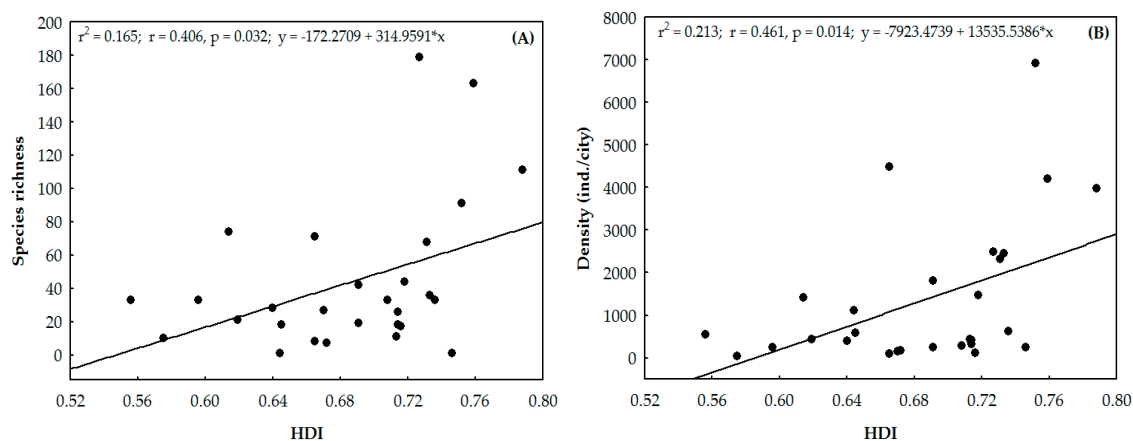 r² = 0.165; r = 0.406, p = 0.032; y = -172.2709 + 314.9591*x
(A)
Species richness
200
180
160
140
120
100
80
60
40
20
0
0.52 0.56 0.60 0.64 0.68 0.72 0.76 0.80
HDI
r² = 0.213; r = 0.461, p = 0.014; y = -7923.4739 + 13535.5386*x
(B)
Density (ind./city)
8000
7000
6000
5000
4000
3000
2000
1000
0
0.52 0.56 0.60 0.64 0.68 0.72 0.76 0.80
HDI